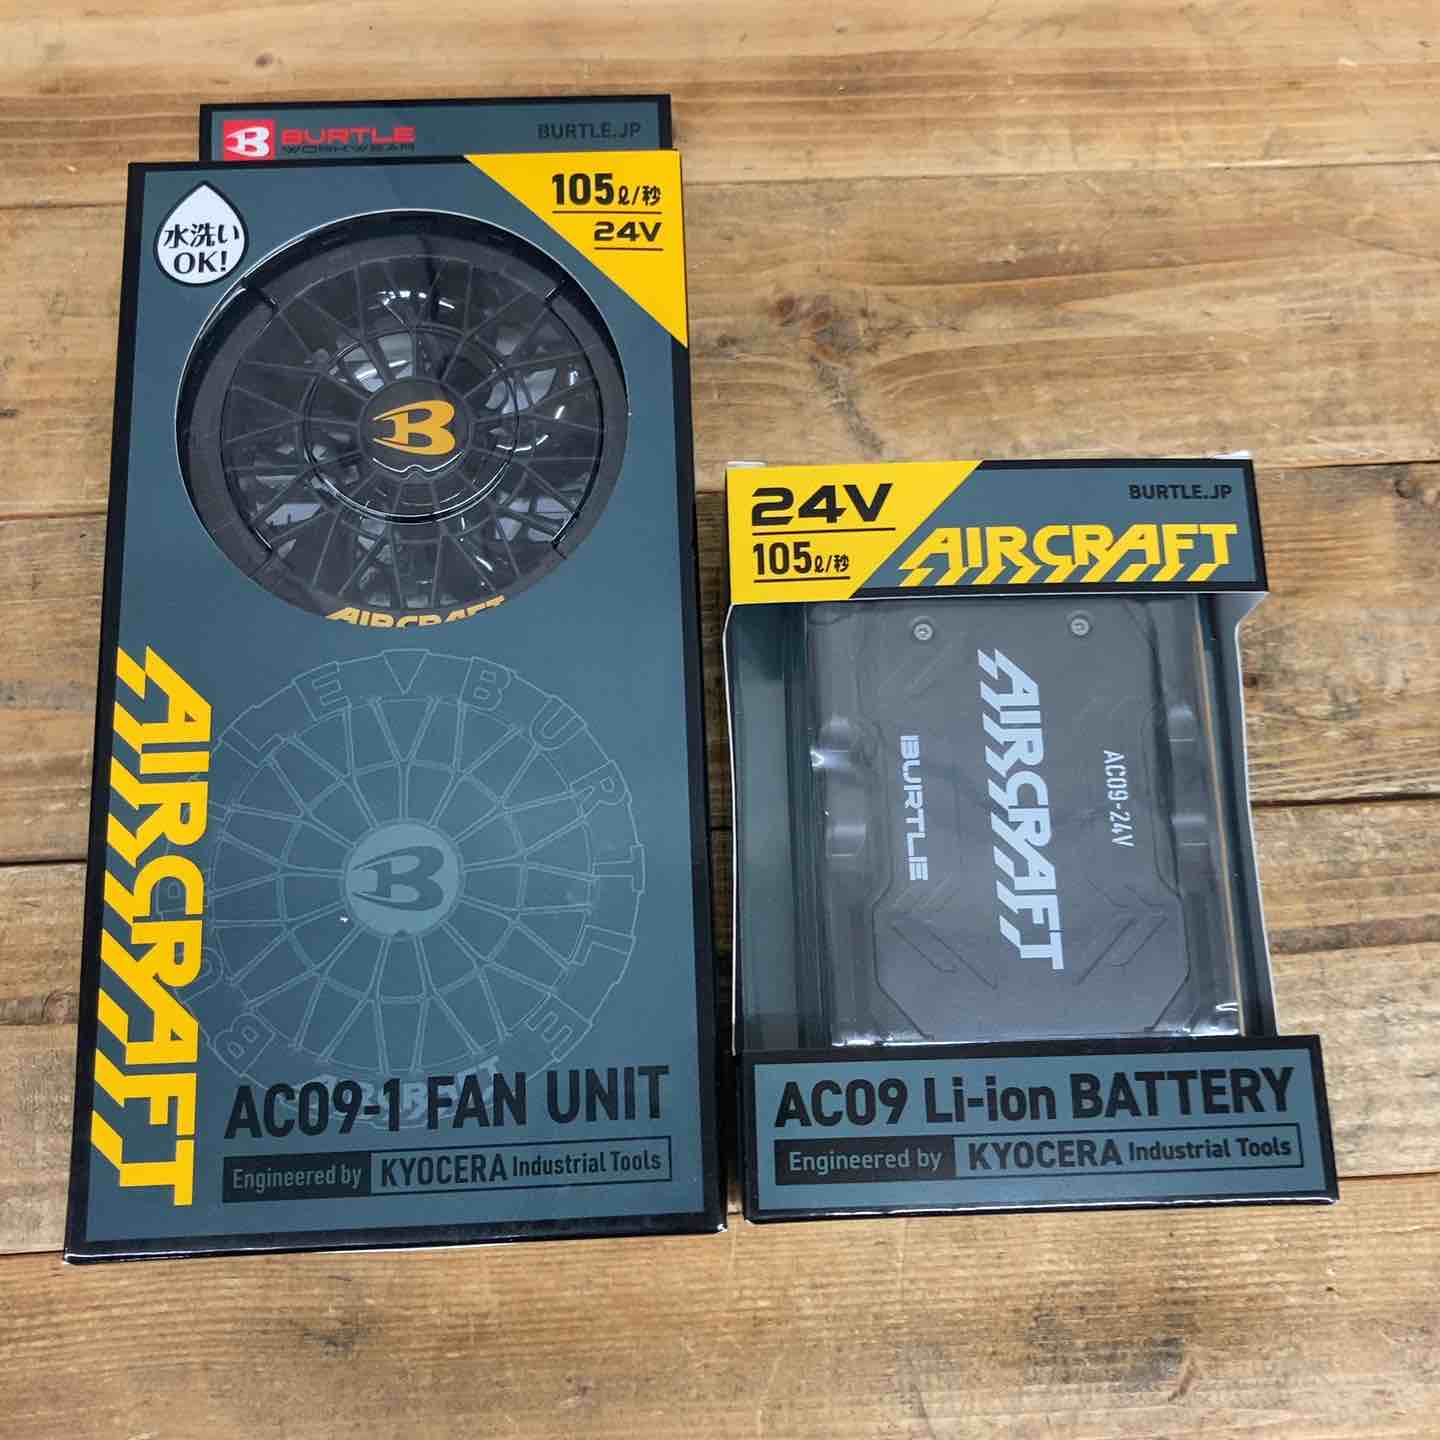 BURTLE
WORKWEAR
BURTLE.JP
水洗い
OK!
105ℓ/秒
24V
B
AIRCRAFT
AIRCRAFT
BURTLE
B
AC09-1 FAN UNIT
Engineered by KYOCERA Industrial Tools
24V
105ℓ/秒
BURTLE.JP
AIRCRAFT
AC09-24V
AIRCRAFT
BURTLE
AC09 Li-ion BATTERY
Engineered by KYOCERA Industrial Tools